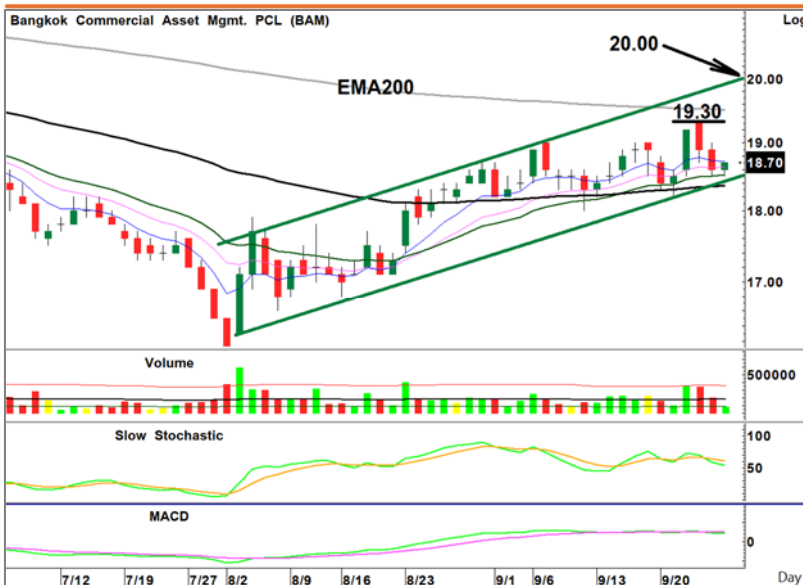 Bangkok Commercial Asset Mgmt. PCL (BAM) Log
20.00
EMA200
20.00
19.30
19.00
18.70
18.00
17.00
Volume
500000
Slow Stochastic
100
50
MACD
0
7/12 7/19 7/27 8/2 8/9 8/16 8/23 9/1 9/6 9/13 9/20 Day